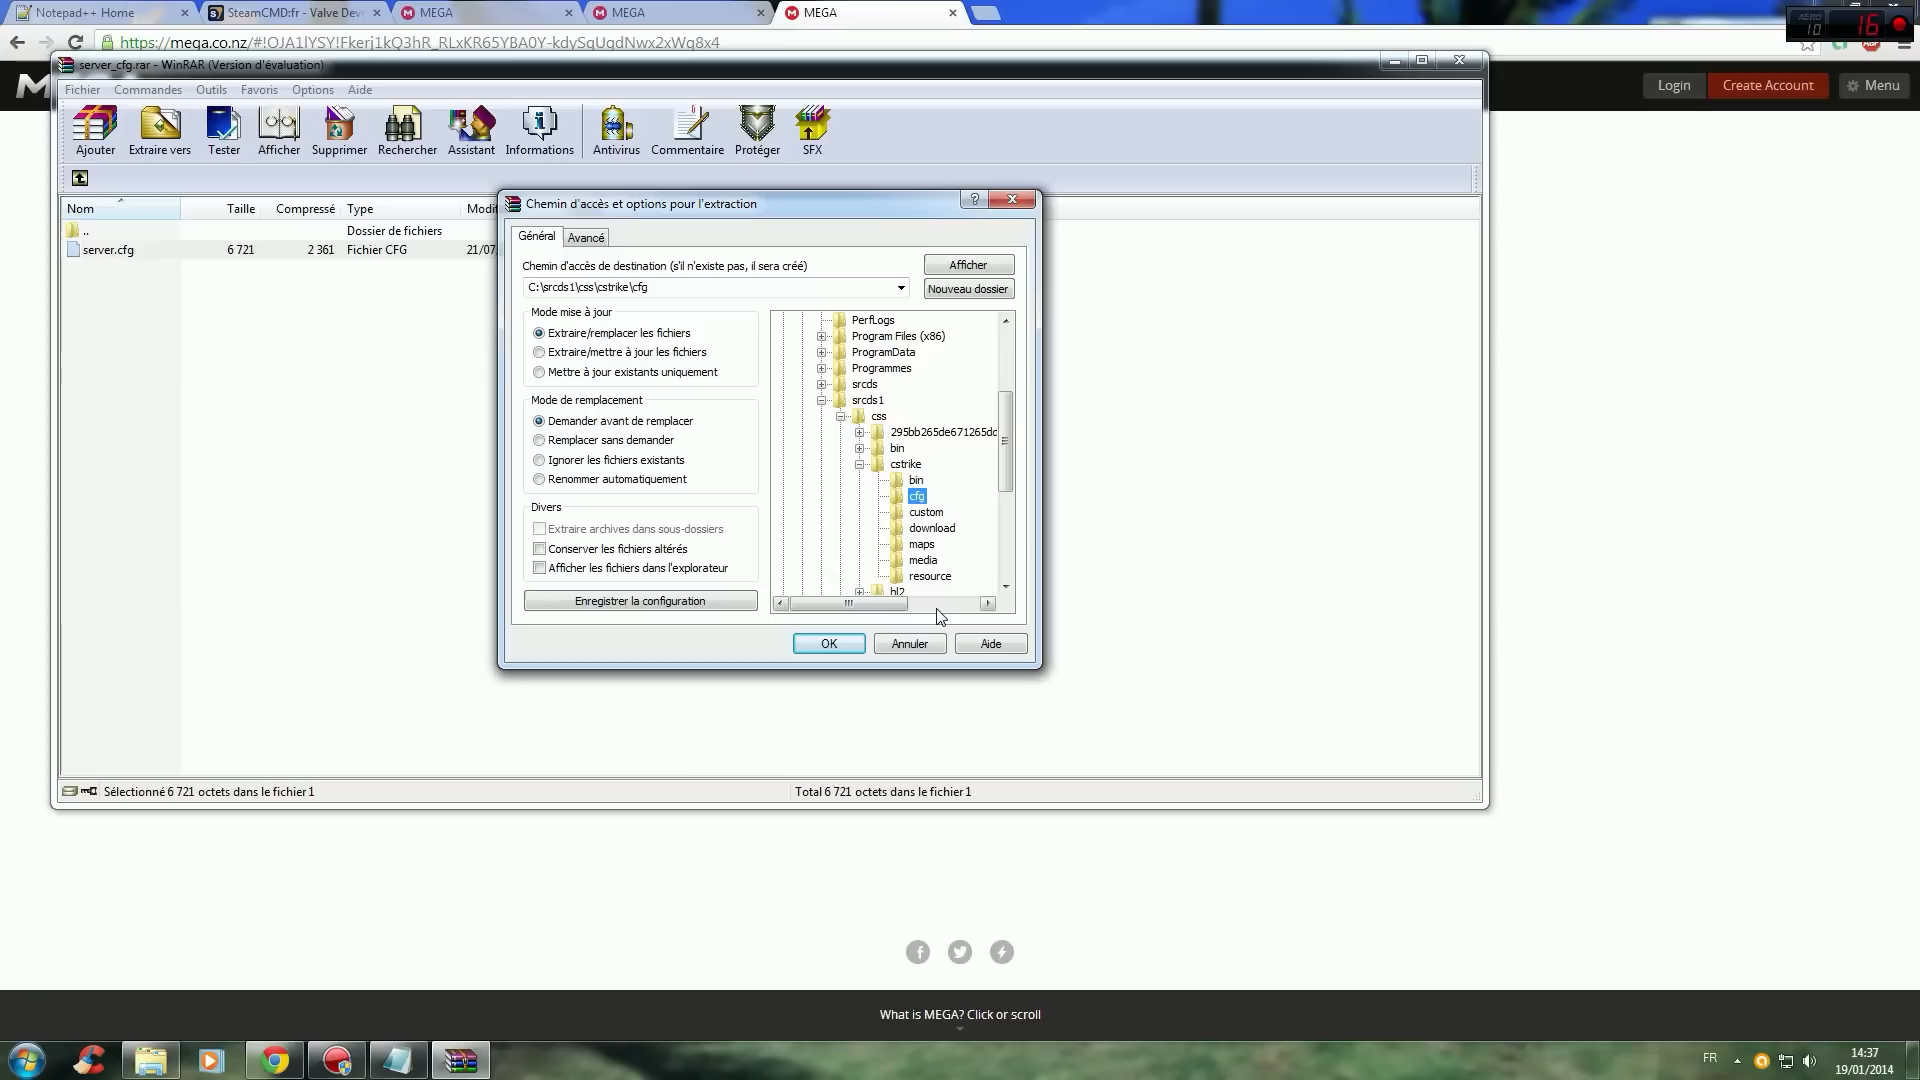 Notepad++ Home
SteamCMD:fr - Valve Dev
MEGA
MEGA
MEGA
AERO
10
16
https://mega.co.nz/#!OJA1lYSY!Fkerj1kQ3hR_RLxKR65YBA0Y-kdySqUqdNwx2xWq8x4
server_cfg.rar - WinRAR (Version d'évaluation)
Login
Create Account
Menu
Fichier Commandes Outils Favoris Options Aide
Ajouter Extraire vers Tester Afficher Supprimer Rechercher Assistant Informations Antivirus Commentaire Protéger SFX
Nom Taille Compressé Type Modif
.. Dossier de fichiers
server.cfg 6 721 2 361 Fichier CFG 21/07
Chemin d'accès et options pour l'extraction
Général Avancé
Chemin d'accès de destination (s'il n'existe pas, il sera créé)
Afficher
C:\srcds1\css\cstrike\cfg
Nouveau dossier
Mode mise à jour
Extraire/remplacer les fichiers
Extraire/mettre à jour les fichiers
Mettre à jour existants uniquement
Mode de remplacement
Demander avant de remplacer
Remplacer sans demander
Ignorer les fichiers existants
Renommer automatiquement
Divers
Extraire archives dans sous-dossiers
Conserver les fichiers altérés
Afficher les fichiers dans l'explorateur
Enregistrer la configuration
PerfLogs
Program Files (x86)
ProgramData
Programmes
srcds
srcds1
css
295bb265de671265dc
bin
cstrike
bin
cfg
custom
download
maps
media
resource
hl2
OK Annuler Aide
Sélectionné 6 721 octets dans le fichier 1
Total 6 721 octets dans le fichier 1
What is MEGA? Click or scroll
FR
14:37
19/01/2014